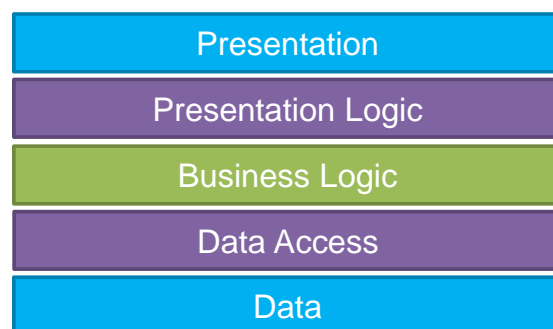 Presentation
Presentation Logic
Business Logic
Data Access
Data